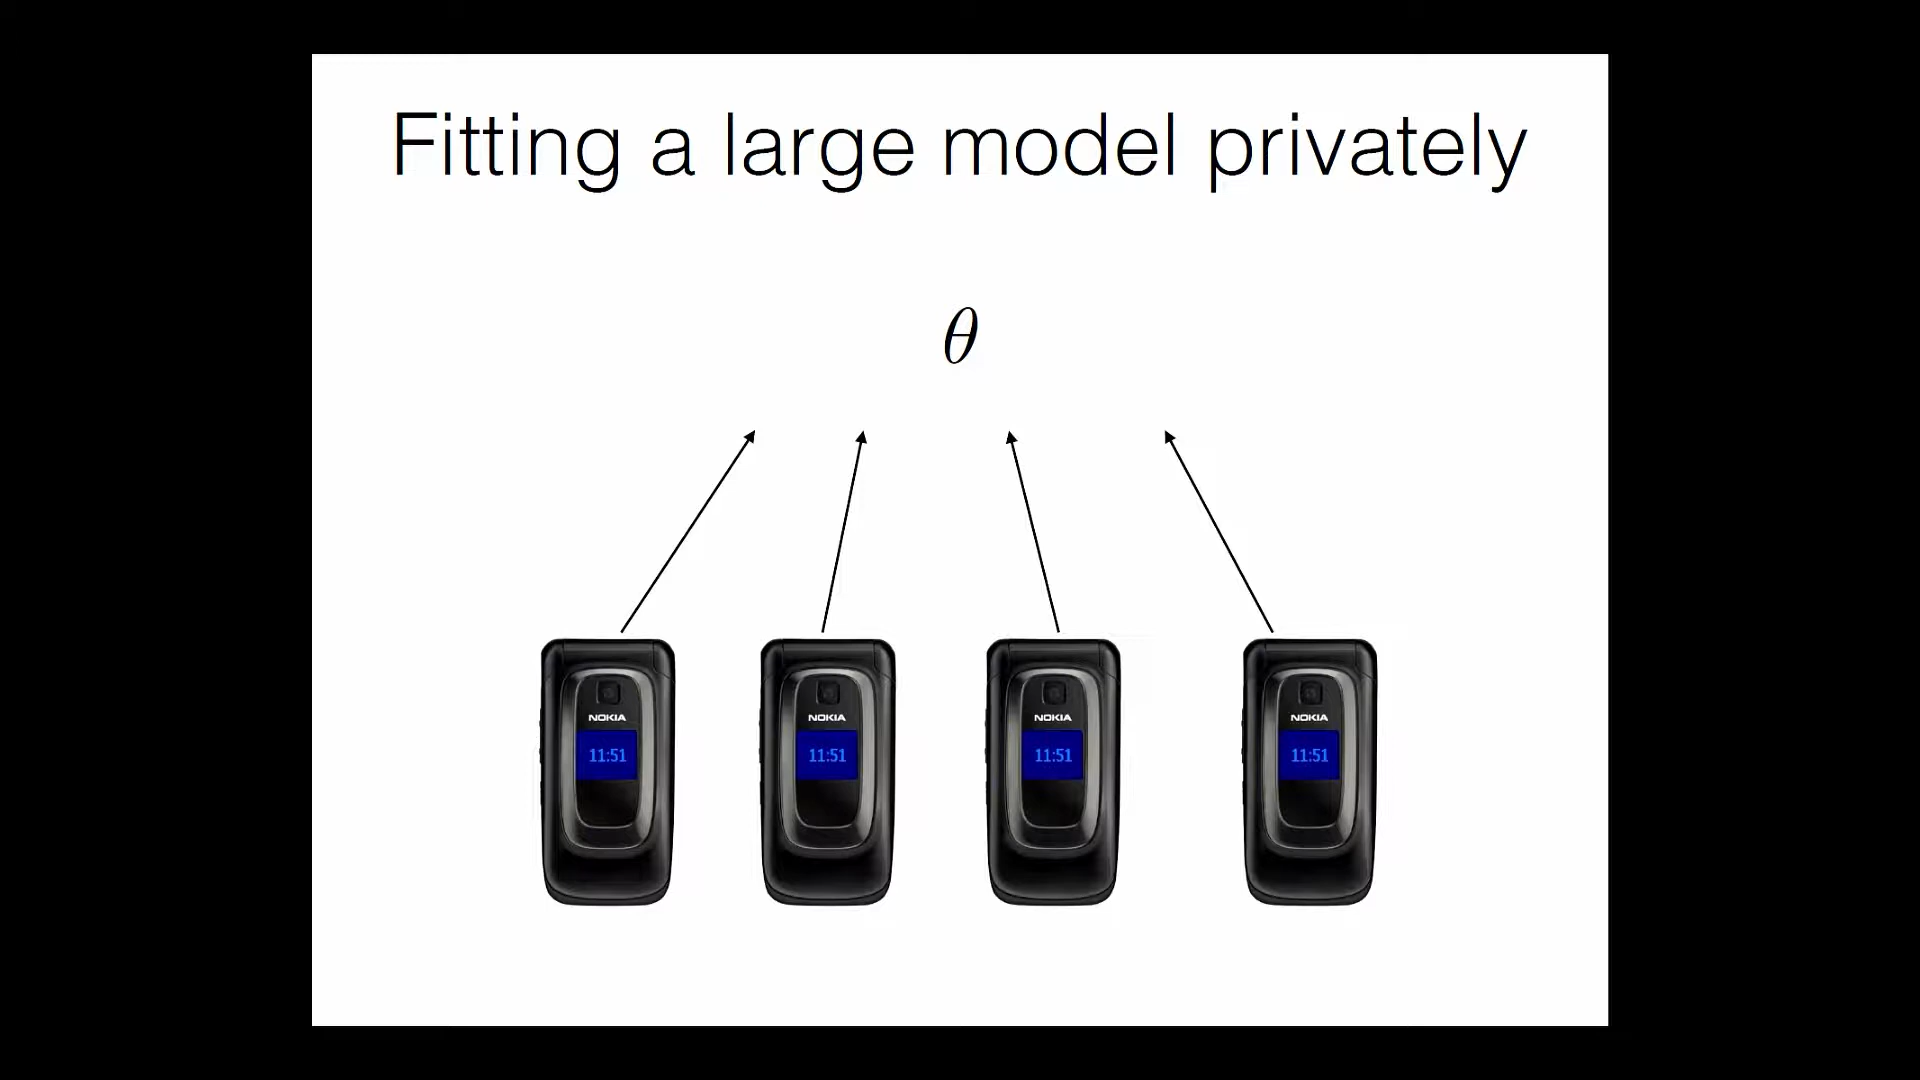 Fitting a large model privately
θ
NOKIA NOKIA NOKIA NOKIA
11:51 11:51 11:51 11:51